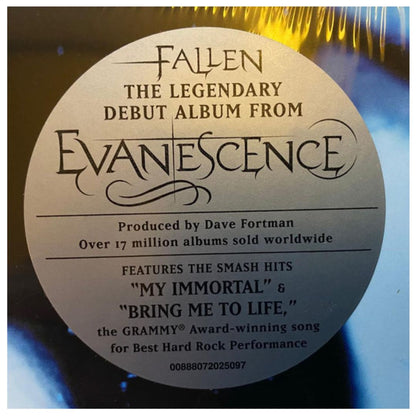 FALLEN
THE LEGENDARY
DEBUT ALBUM FROM
EVANESCENCE
Produced by Dave Fortman
Over 17 million albums sold worldwide
FEATURES THE SMASH HITS
"MY IMMORTAL" &
"BRING ME TO LIFE,"
the GRAMMY® Award-winning song
for Best Hard Rock Performance
00888072025097